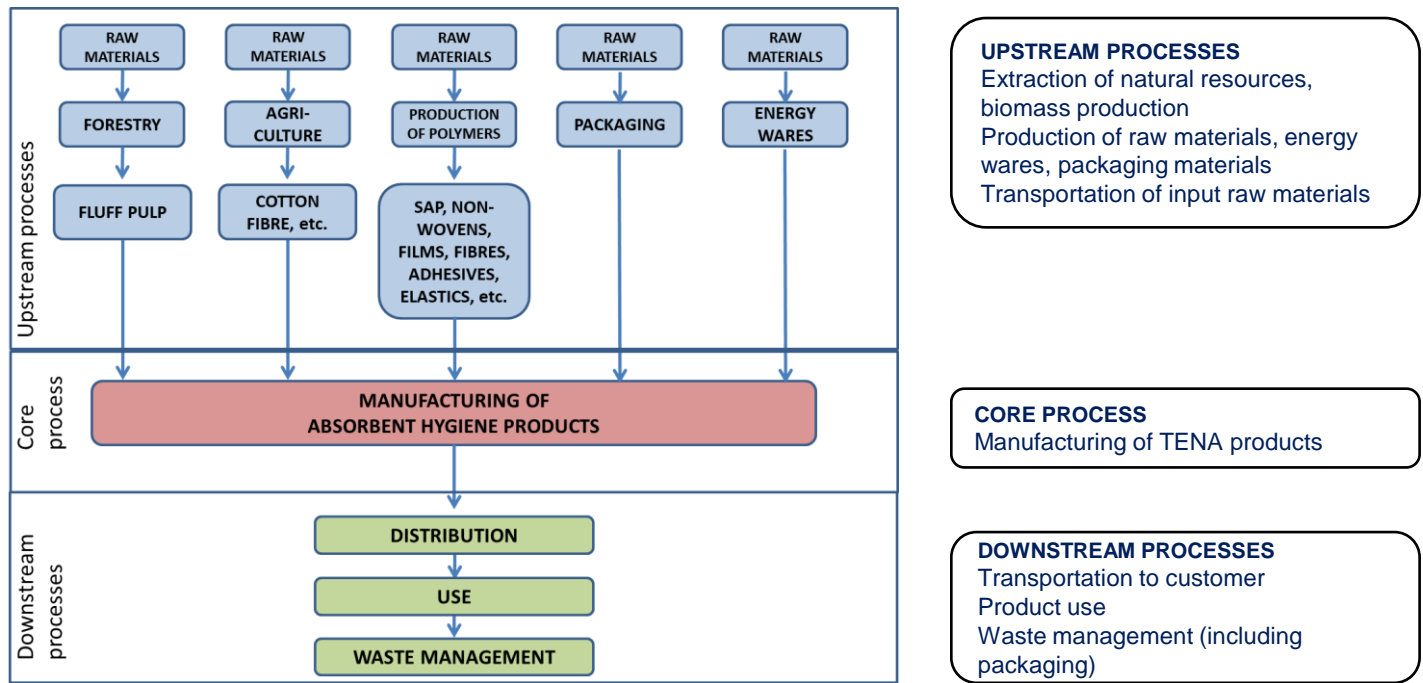 Upstream processes
RAW
MATERIALS
RAW
MATERIALS
RAW
MATERIALS
RAW
MATERIALS
RAW
MATERIALS
FORESTRY
AGRI-
CULTURE
PRODUCTION
OF POLYMERS
PACKAGING
ENERGY
WARES
FLUFF PULP
COTTON
FIBRE, etc.
SAP, NON-
WOVENS,
FILMS, FIBRES,
ADHESIVES,
ELASTICS, etc.
UPSTREAM PROCESSES
Extraction of natural resources,
biomass production
Production of raw materials, energy
wares, packaging materials
Transportation of input raw materials
Core
process
MANUFACTURING OF
ABSORBENT HYGIENE PRODUCTS
CORE PROCESS
Manufacturing of TENA products
Downstream
processes
DISTRIBUTION
USE
WASTE MANAGEMENT
DOWNSTREAM PROCESSES
Transportation to customer
Product use
Waste management (including
packaging)